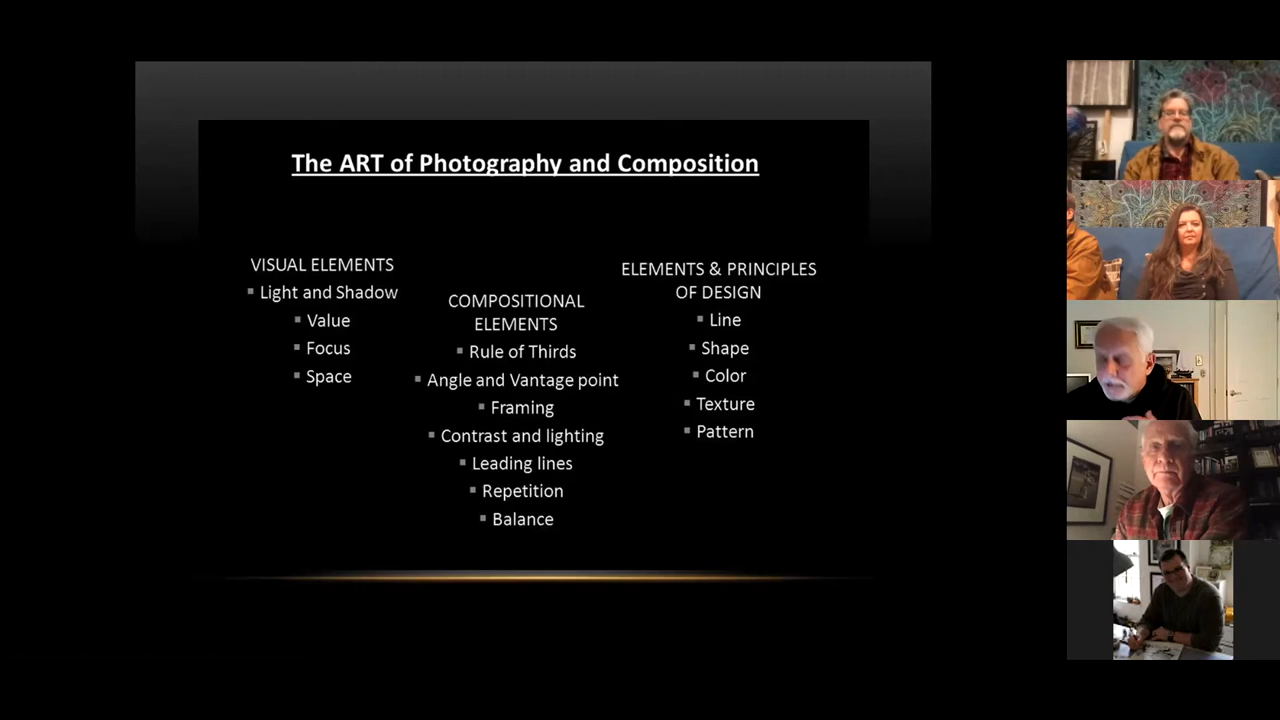 The ART of Photography and Composition
VISUAL ELEMENTS
▪ Light and Shadow
▪ Value
▪ Focus
▪ Space
COMPOSITIONAL
ELEMENTS
▪ Rule of Thirds
▪ Angle and Vantage point
▪ Framing
▪ Contrast and lighting
▪ Leading lines
▪ Repetition
▪ Balance
ELEMENTS & PRINCIPLES
OF DESIGN
▪ Line
▪ Shape
▪ Color
▪ Texture
▪ Pattern